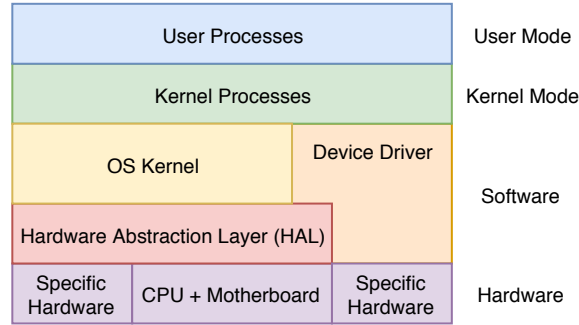 User Processes
User Mode
Kernel Processes
Kernel Mode
OS Kernel
Device Driver
Software
Hardware Abstraction Layer (HAL)
Specific
Hardware
CPU + Motherboard
Specific
Hardware
Hardware